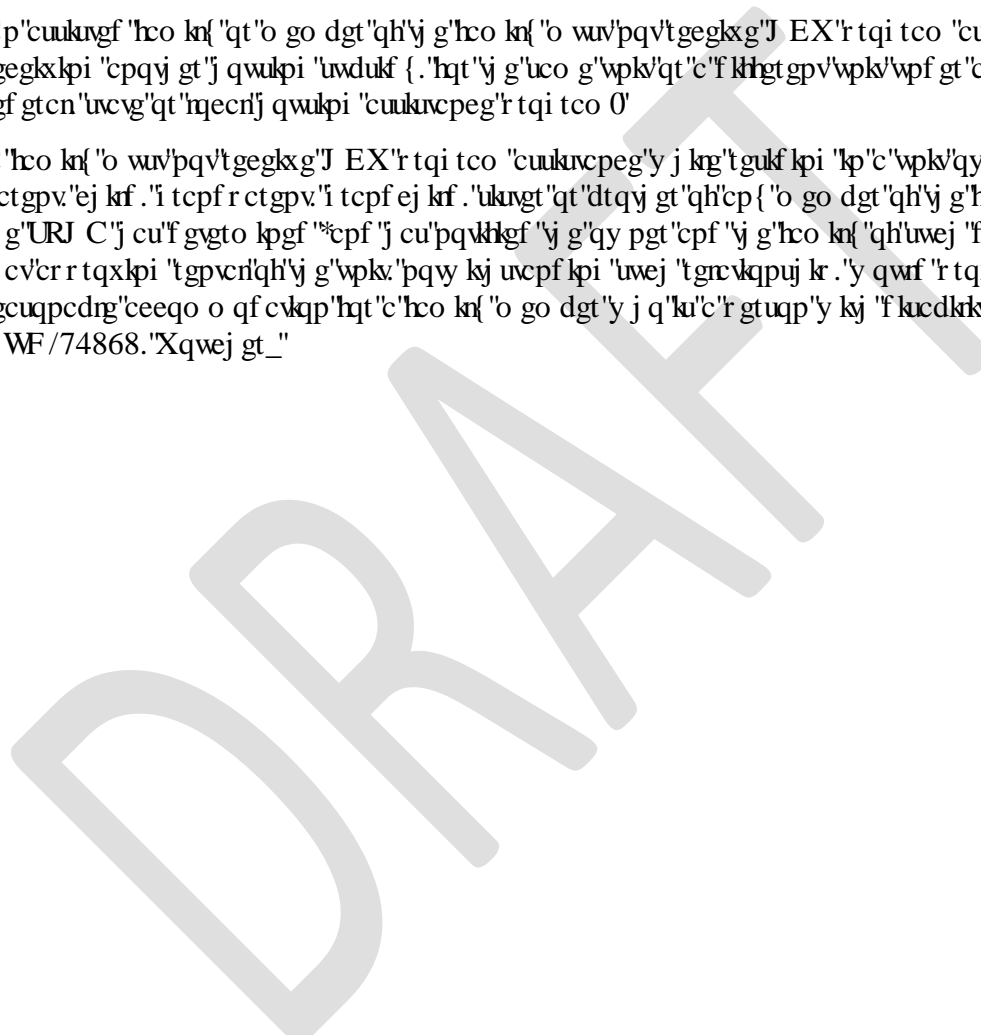 p"cuukuvgf "hco kn{"qt"o go dgt"qh"vj g"hco kn{"o wuv"pqv"tgegkxg"J EX"r tqi tco "cu
gegkxkpi "cpqvj gt"j qwukpi "uwdukf {."hqt"vj g"uco g"wpkv"qt"c"f khhgtgpv"wpkv"wpf gt"c
gf gtcn."uvcvg"qt"nqecn"j qwukpi "cuukuvcpeg"r tqi tco 0'
"hco kn{"o wuv"pqv"tgegkxg"J EX"r tqi tco "cuukuvcpeg"y j kng"tgukf kpi "kp"c"wpkv"qy
ctgpv."ej knf ."i tcpf r ctgpv."i tcpf ej knf ."ukuvgt"qt"dtqvj gt"qh"cp{"o go dgt"qh"vj g"h
g"URJ C"j cu"f gvgto kpgf "*cpf "j cu"pqvkhkgf "vj g"qy pgt"cpf "vj g"hco kn{"qh"uwej "f
cv"cr r tqxkpi "tgpvcn"qh"vj g"wpkv."pqvy kvj uvcpf kpi "uwej "tgncvkqpuj kr ."y qwnf "r tqx
gcuqpcdng"ceeqo o qf cvkqp"hqt"c"hco kn{"o go dgt"y j q"ku"c"r gtuqp"y kvj "f kucdknkv
WF /74868."Xqwej gt_"
DRAFT